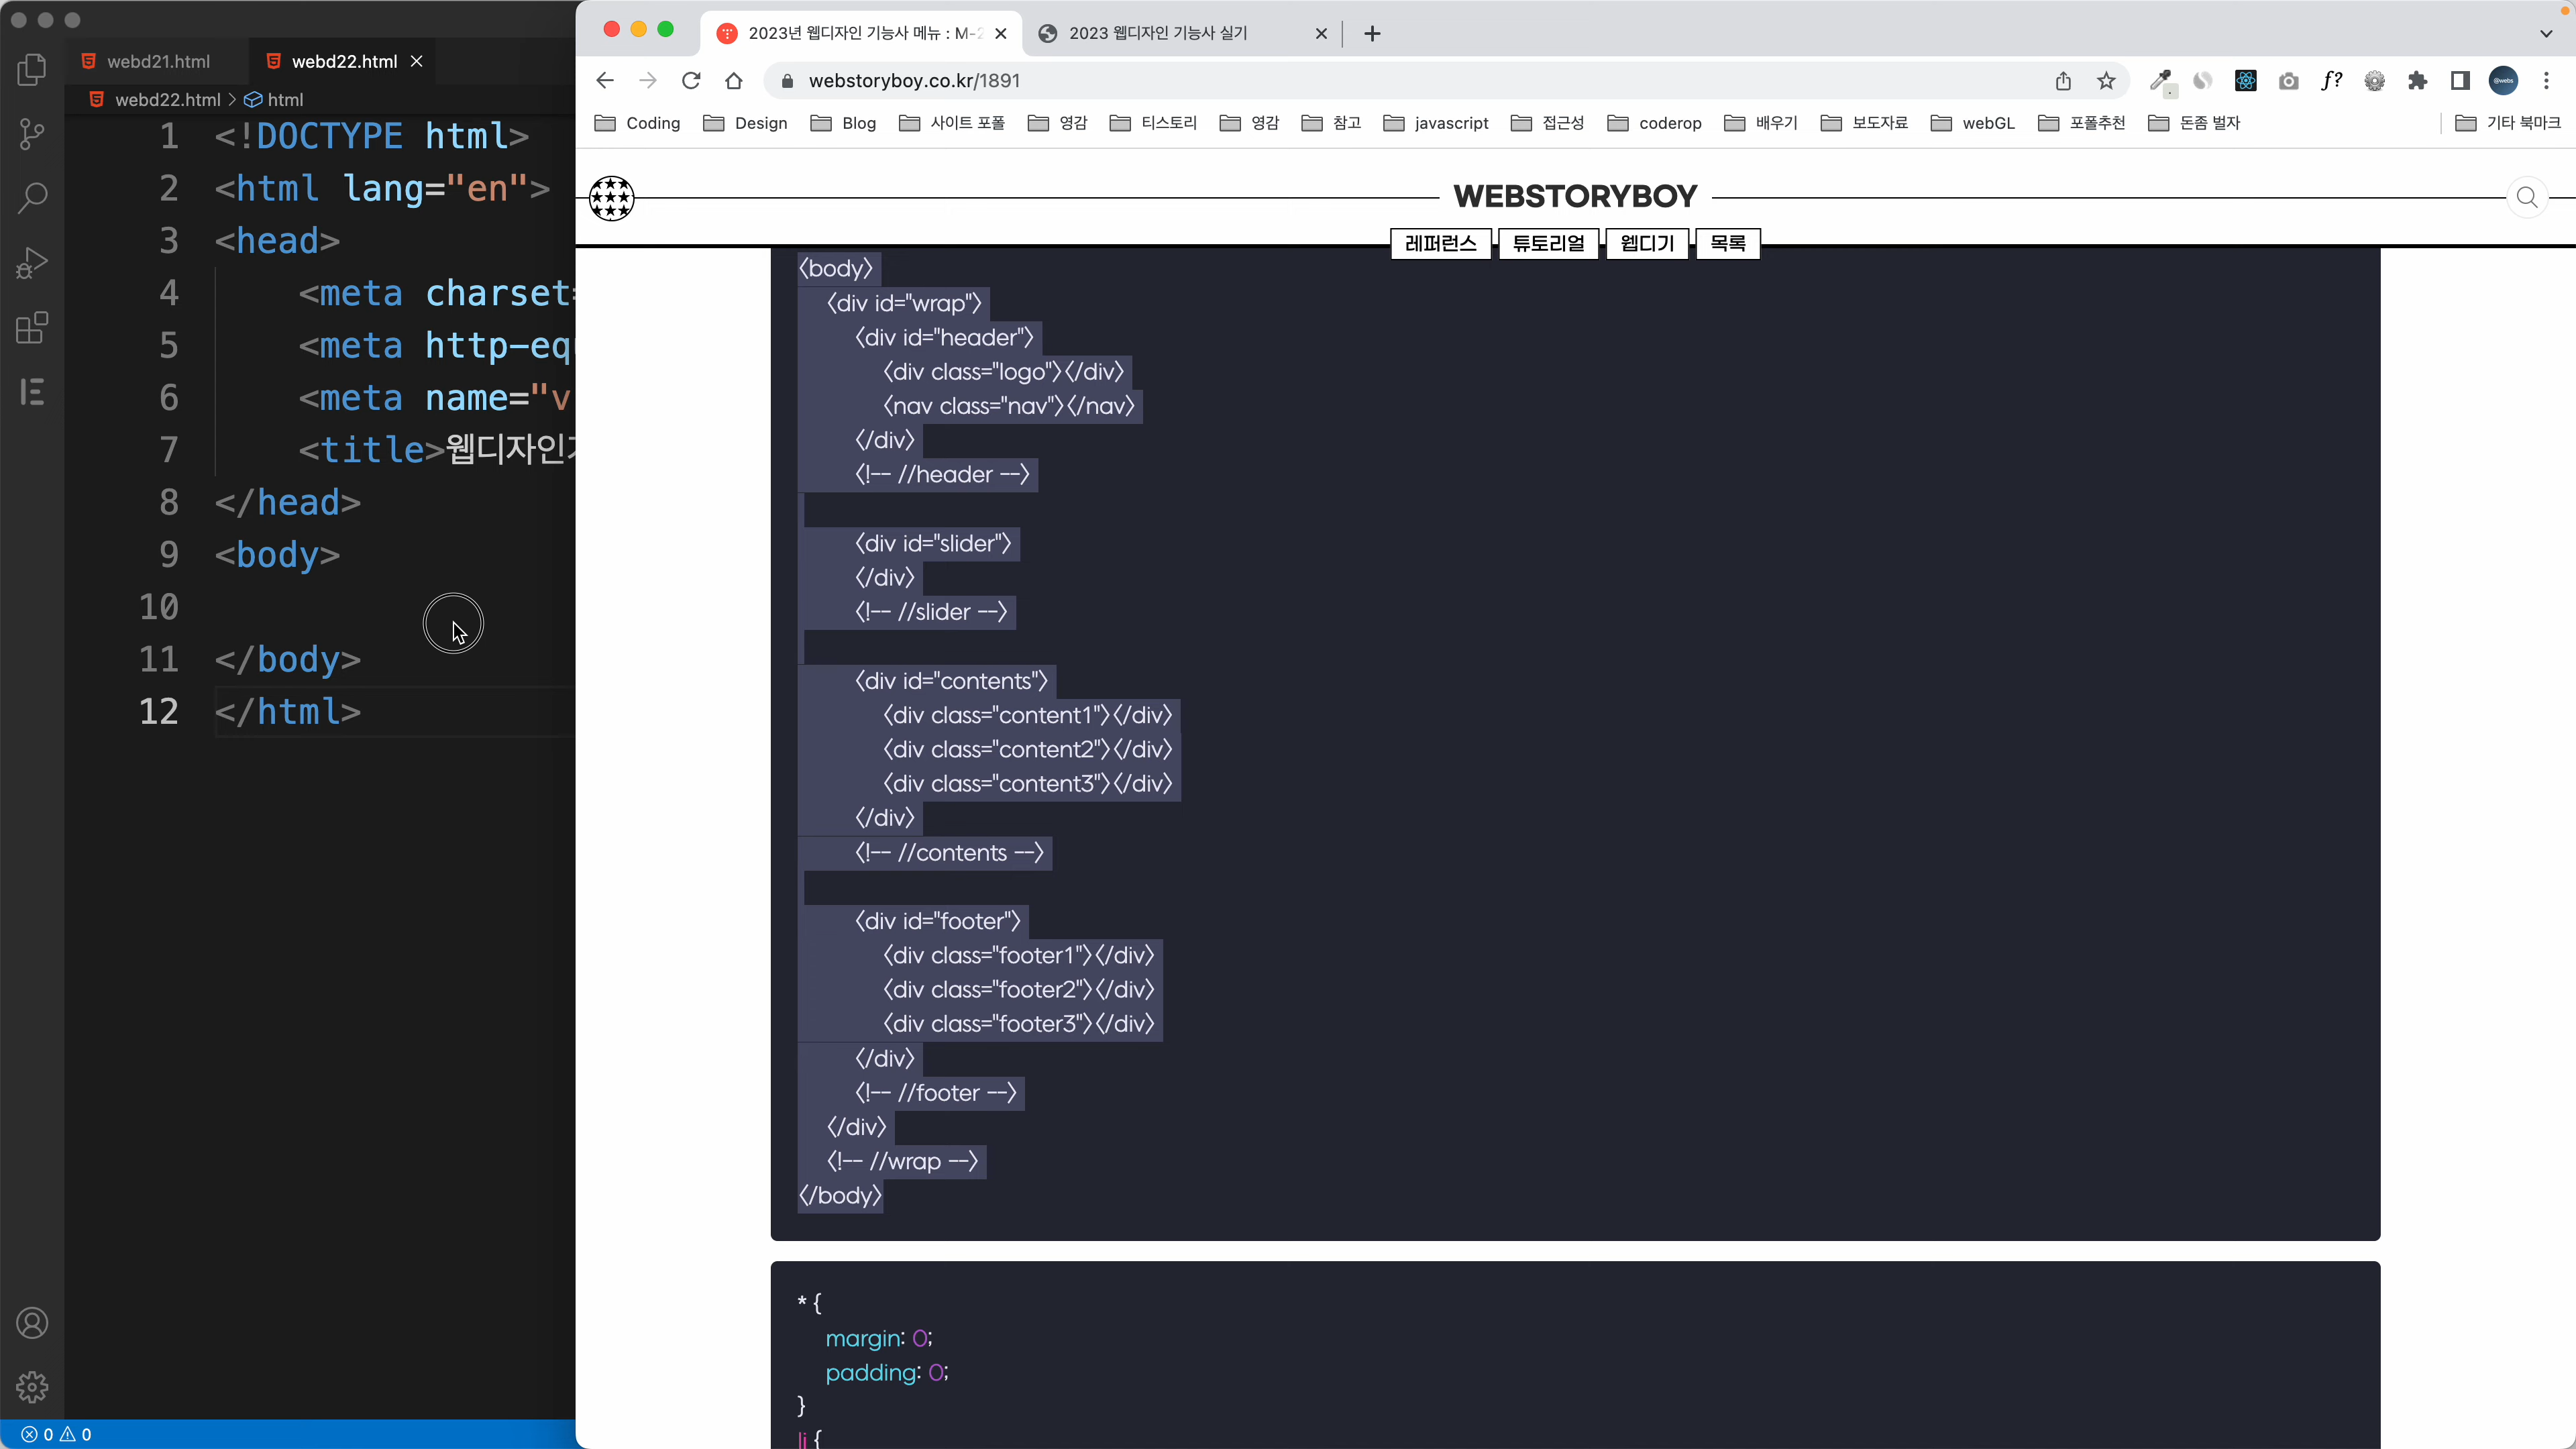 webd21.html
webd22.html
webd22.html > html
1 <!DOCTYPE html>
2 <html lang="en">
3 <head>
4 <meta charset=
5 <meta http-equ
6 <meta name="v
7 <title>웹디자인기
8 </head>
9 <body>
10
11 </body>
12 </html>
0 0
2023년 웹디자인 기능사 메뉴 : M-2
2023 웹디자인 기능사 실기
webstoryboy.co.kr/1891
f?
@webs
Coding
Design
Blog
사이트 포폴
영감
티스토리
영감
참고
javascript
접근성
coderop
배우기
보도자료
webGL
포폴추천
돈좀 벌자
기타 북마크
WEBSTORYBOY
레퍼런스
튜토리얼
웹디기
목록
<body>
<div id="wrap">
<div id="header">
<div class="logo"></div>
<nav class="nav"></nav>
</div>
<!-- //header -->
<div id="slider">
</div>
<!-- //slider -->
<div id="contents">
<div class="content1"></div>
<div class="content2"></div>
<div class="content3"></div>
</div>
<!-- //contents -->
<div id="footer">
<div class="footer1"></div>
<div class="footer2"></div>
<div class="footer3"></div>
</div>
<!-- //footer -->
</div>
<!-- //wrap -->
</body>
* {
margin: 0;
padding: 0;
}
li {